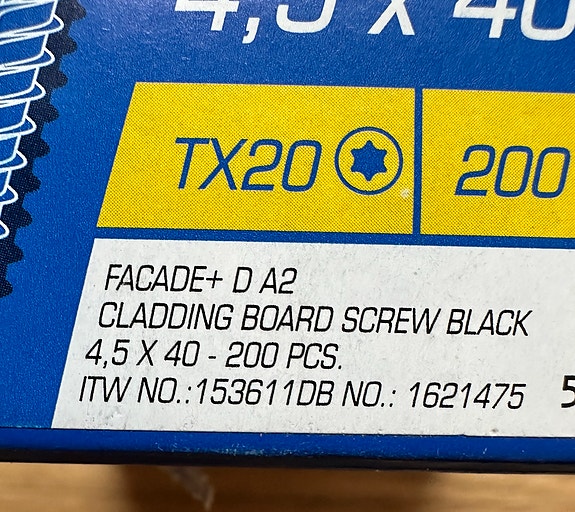 4,5 X 40
TX20
200
FACADE+ D A2
CLADDING BOARD SCREW BLACK
4,5 X 40 - 200 PCS.
ITW NO.:153611DB NO.: 1621475
5